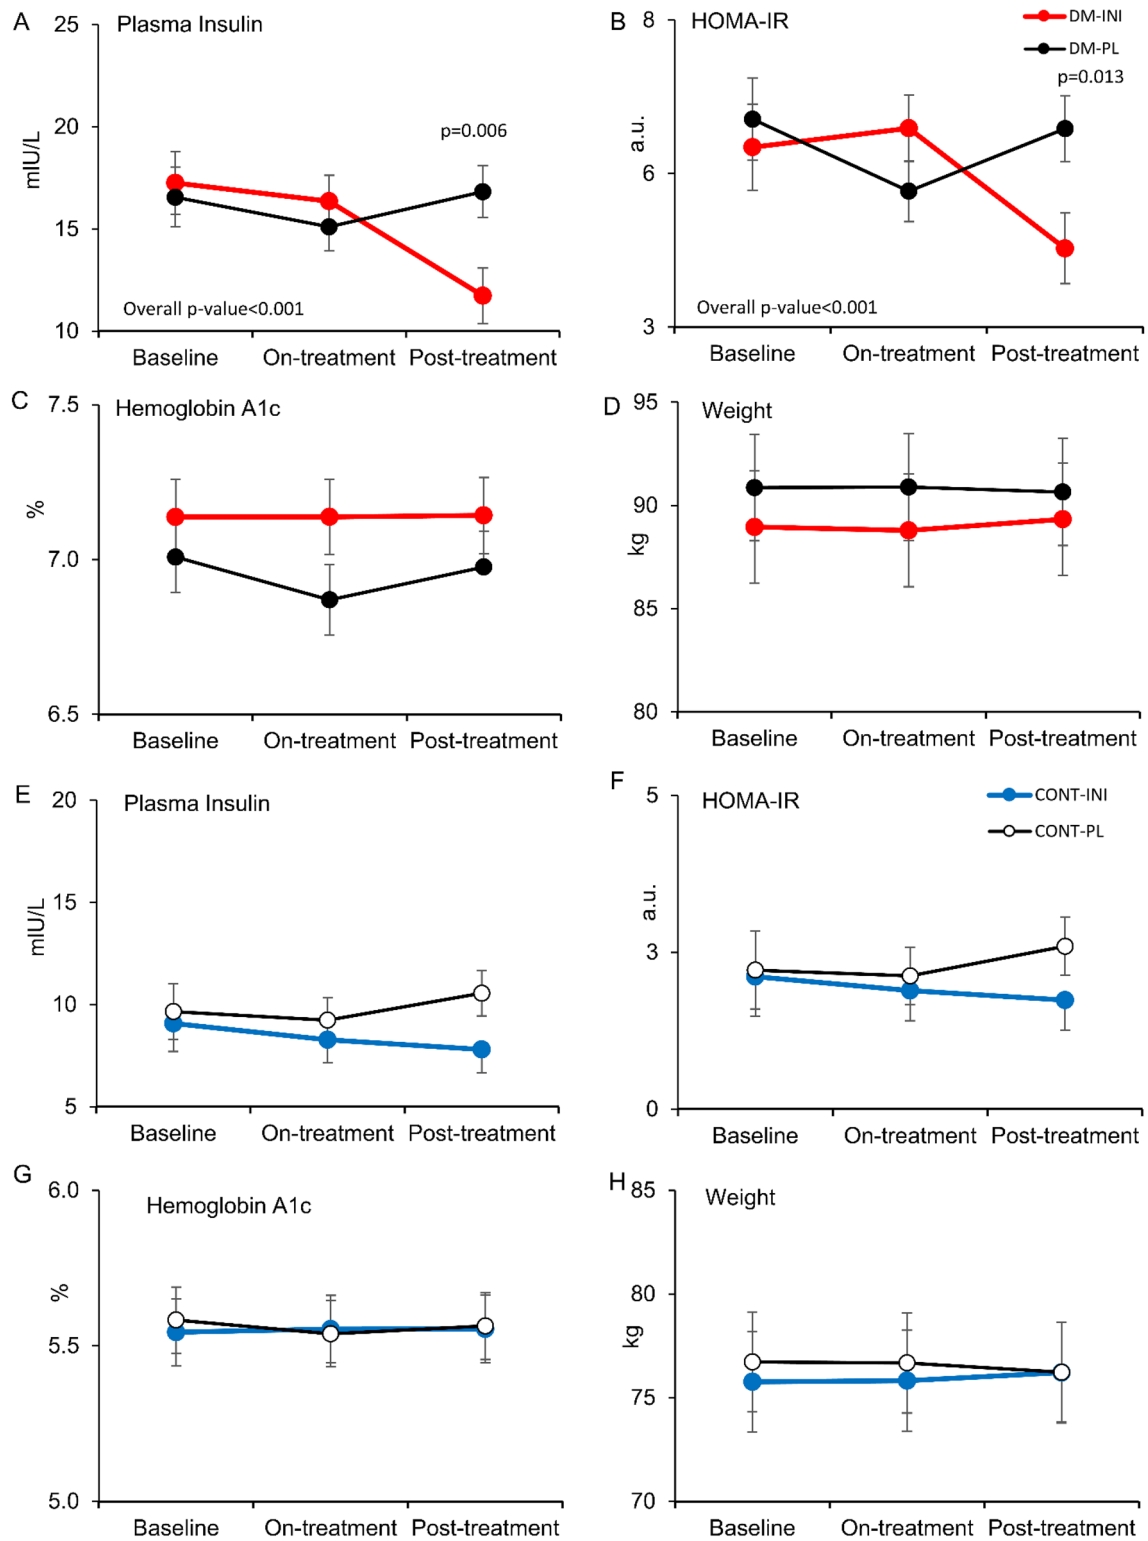 A
Plasma Insulin
25
20
15
10
mIU/L
p=0.006
Overall p-value<0.001
Baseline On-treatment Post-treatment
B
HOMA-IR
DM-INI
DM-PL
p=0.013
8
6
3
a.u.
Overall p-value<0.001
Baseline On-treatment Post-treatment
C
Hemoglobin A1c
7.5
7.0
6.5
%
Baseline On-treatment Post-treatment
D
Weight
95
90
85
80
kg
Baseline On-treatment Post-treatment
E
Plasma Insulin
20
15
10
5
mIU/L
Baseline On-treatment Post-treatment
F
HOMA-IR
CONT-INI
CONT-PL
5
3
0
a.u.
Baseline On-treatment Post-treatment
G
Hemoglobin A1c
6.0
5.5
5.0
%
Baseline On-treatment Post-treatment
H
Weight
85
80
75
70
kg
Baseline On-treatment Post-treatment